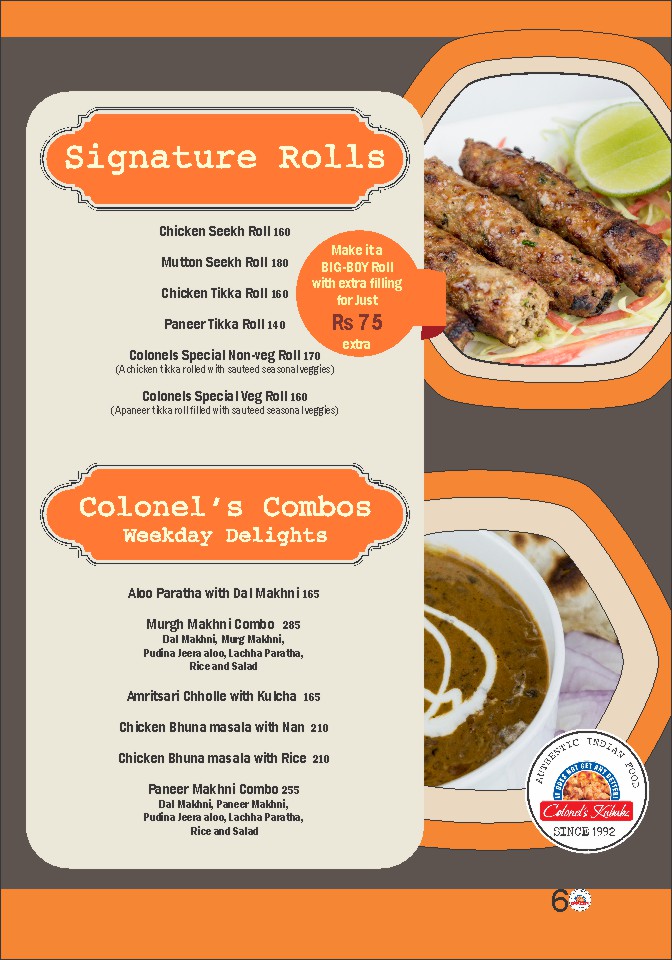 Signature Rolls
Chicken Seekh Roll 160
Mutton Seekh Roll 180
Chicken Tikka Roll 160
Paneer Tikka Roll 140
Colonels Special Non-veg Roll 170
(A chicken tikka rolled with sauteed seasonal veggies)
Colonels Special Veg Roll 160
(A paneer tikka roll filled with sauteed seasonal veggies)
Make it a
BIG-BOY Roll
with extra filling
for Just
Rs 75
extra
Colonel's Combos
Weekday Delights
Aloo Paratha with Dal Makhni 165
Murgh Makhni Combo 285
Dal Makhni, Murg Makhni,
Pudina Jeera aloo, Lachha Paratha,
Rice and Salad
Amritsari Chholle with Kulcha 165
Chicken Bhuna masala with Nan 210
Chicken Bhuna masala with Rice 210
Paneer Makhni Combo 255
Dal Makhni, Paneer Makhni,
Pudina Jeera aloo, Lachha Paratha,
Rice and Salad
AUTHENTIC INDIAN FOOD
IT DOES NOT GET ANY BETTER!
Colonel's Kababz
SINCE 1992
6